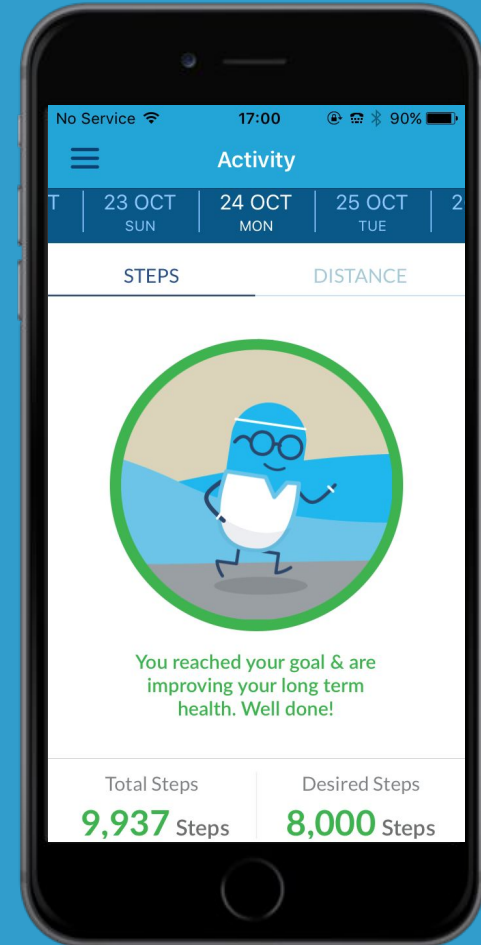 No Service 17:00 90%
Activity
T 23 OCT 24 OCT 25 OCT 2
SUN MON TUE
STEPS DISTANCE
You reached your goal & are
improving your long term
health. Well done!
Total Steps Desired Steps
9,937 Steps 8,000 Steps